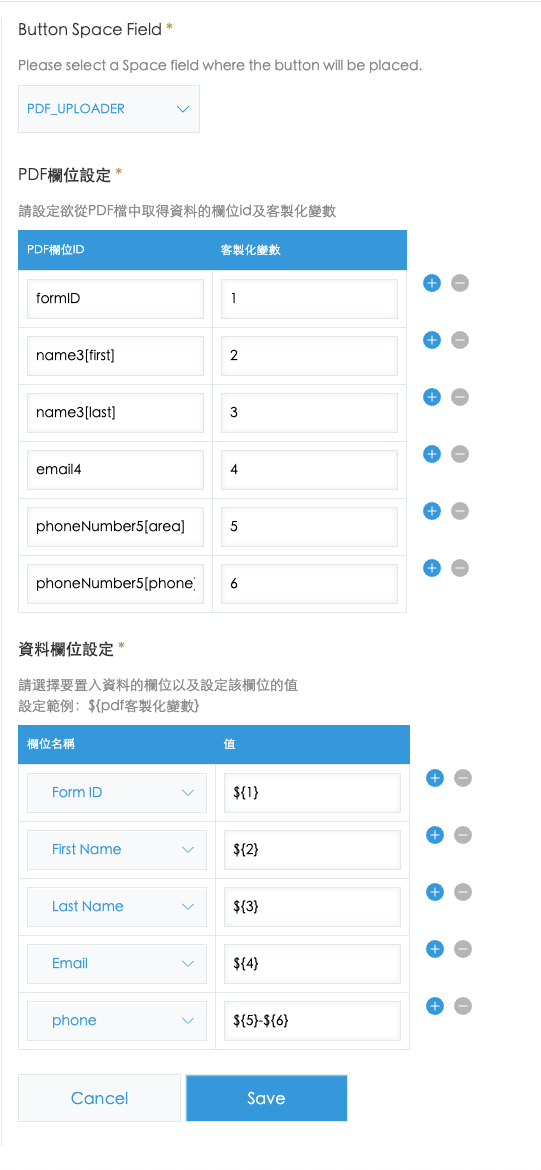 Button Space Field *
Please select a Space field where the button will be placed.
PDF_UPLOADER
PDF欄位設定 *
請設定欲從PDF檔中取得資料的欄位id及客製化變數
PDF欄位ID 客製化變數
formID 1
name3[first] 2
name3[last] 3
email4 4
phoneNumber5[area] 5
phoneNumber5[phone] 6
資料欄位設定 *
請選擇要置入資料的欄位以及設定該欄位的值
設定範例：${pdf客製化變數}
欄位名稱 值
Form ID ${1}
First Name ${2}
Last Name ${3}
Email ${4}
phone ${5}-${6}
Cancel Save